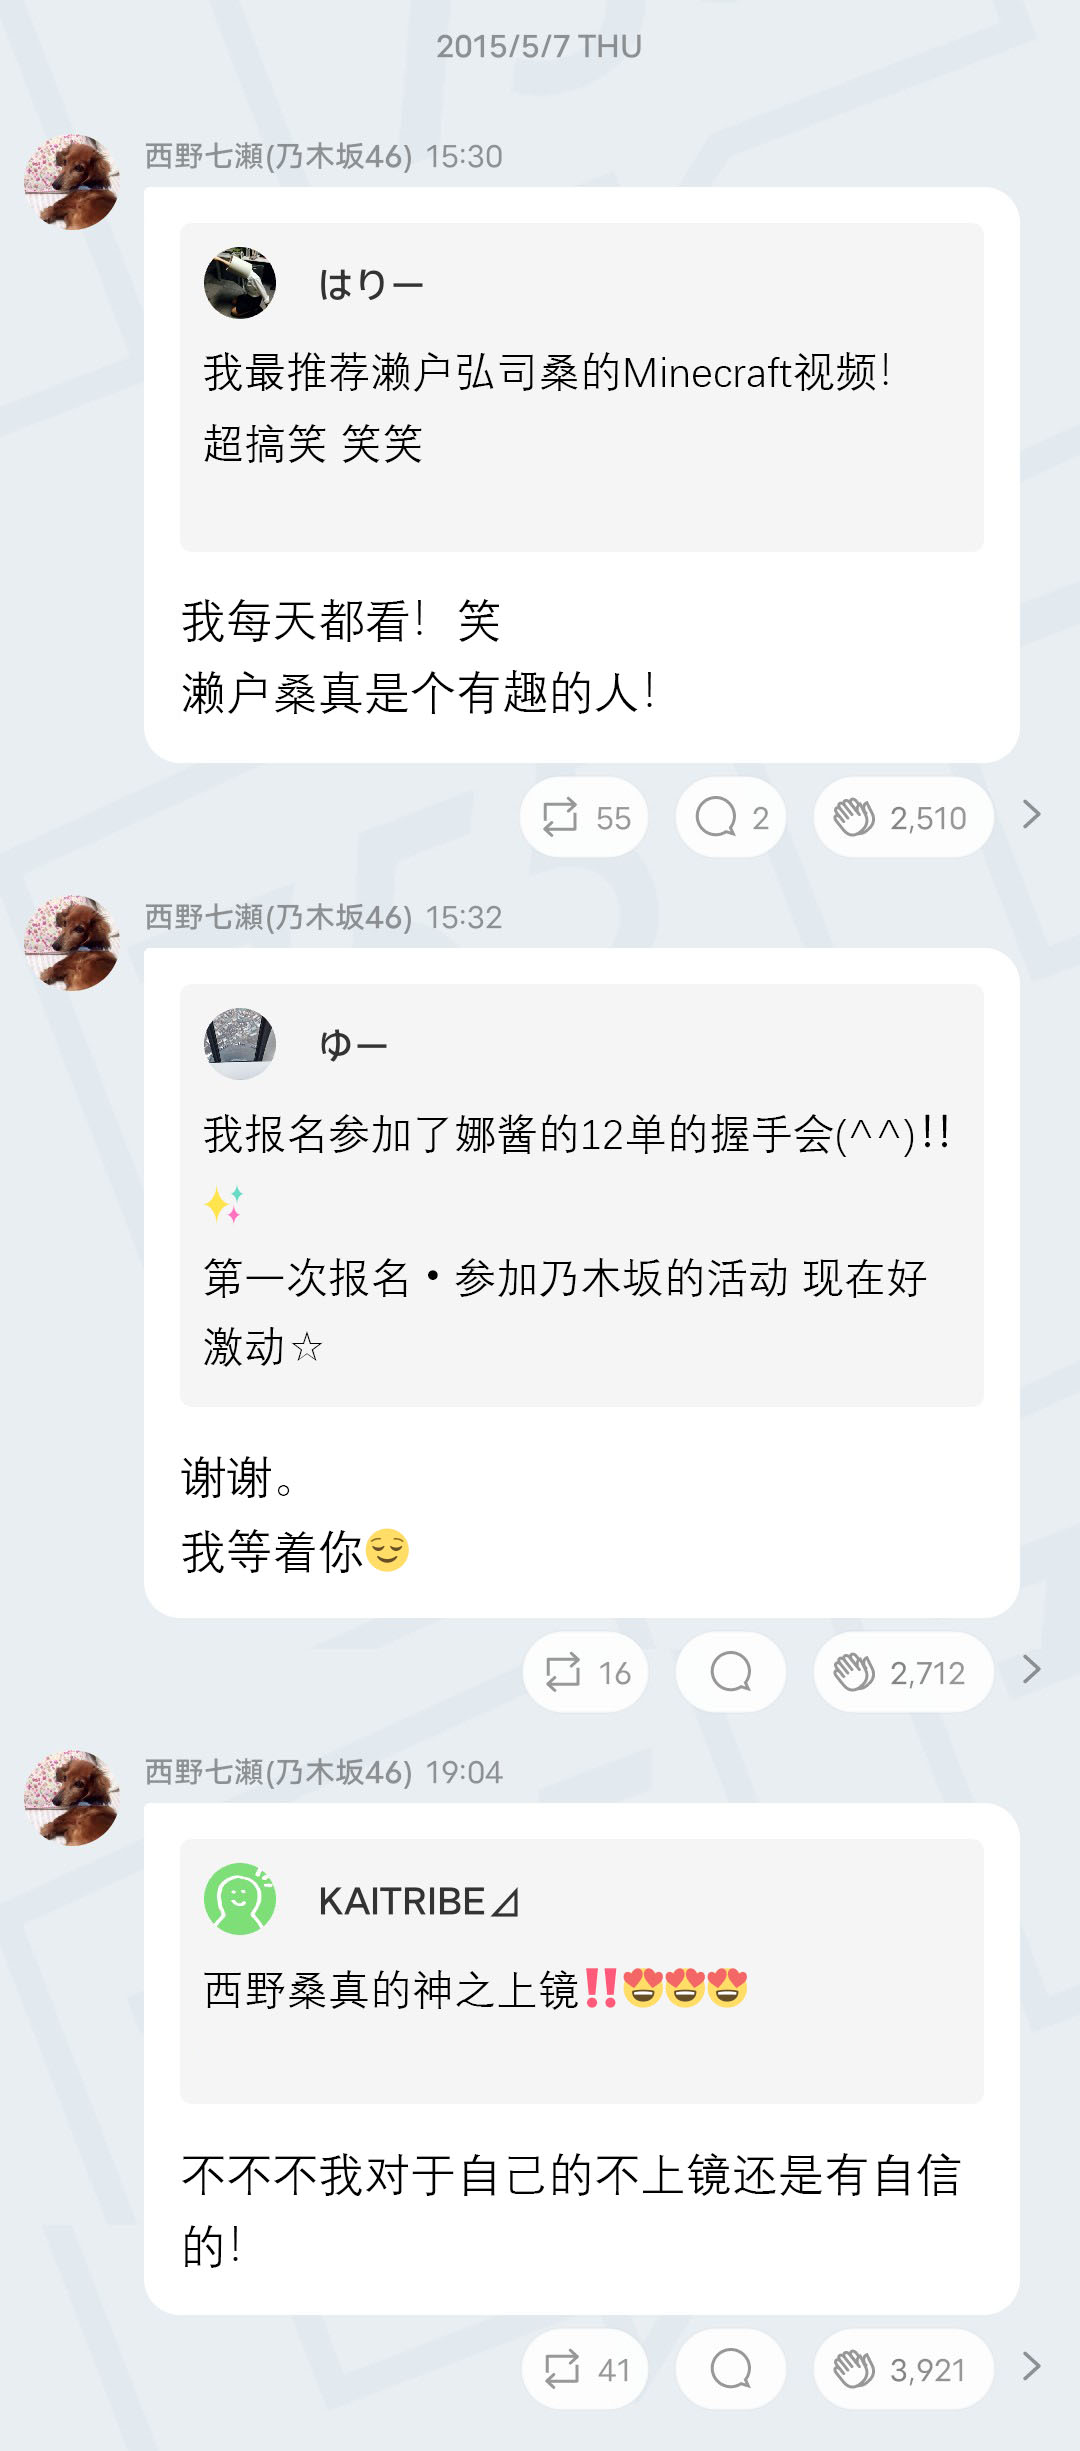 2015/5/7 THU
西野七瀬(乃木坂46) 15:30
はりー
我最推荐濑户弘司桑的Minecraft视频!
超搞笑 笑笑
我每天都看! 笑
濑户桑真是个有趣的人!
55 2 2,510
西野七瀬(乃木坂46) 15:32
ゆー
我报名参加了娜酱的12单的握手会(^^)!!
✨
第一次报名•参加乃木坂的活动 现在好
激动☆
谢谢。
我等着你😌
16 2,712
西野七瀬(乃木坂46) 19:04
KAITRIBE⊿
西野桑真的神之上镜‼️😍😍😍
不不不我对于自己的不上镜还是有自信
的!
41 3,921